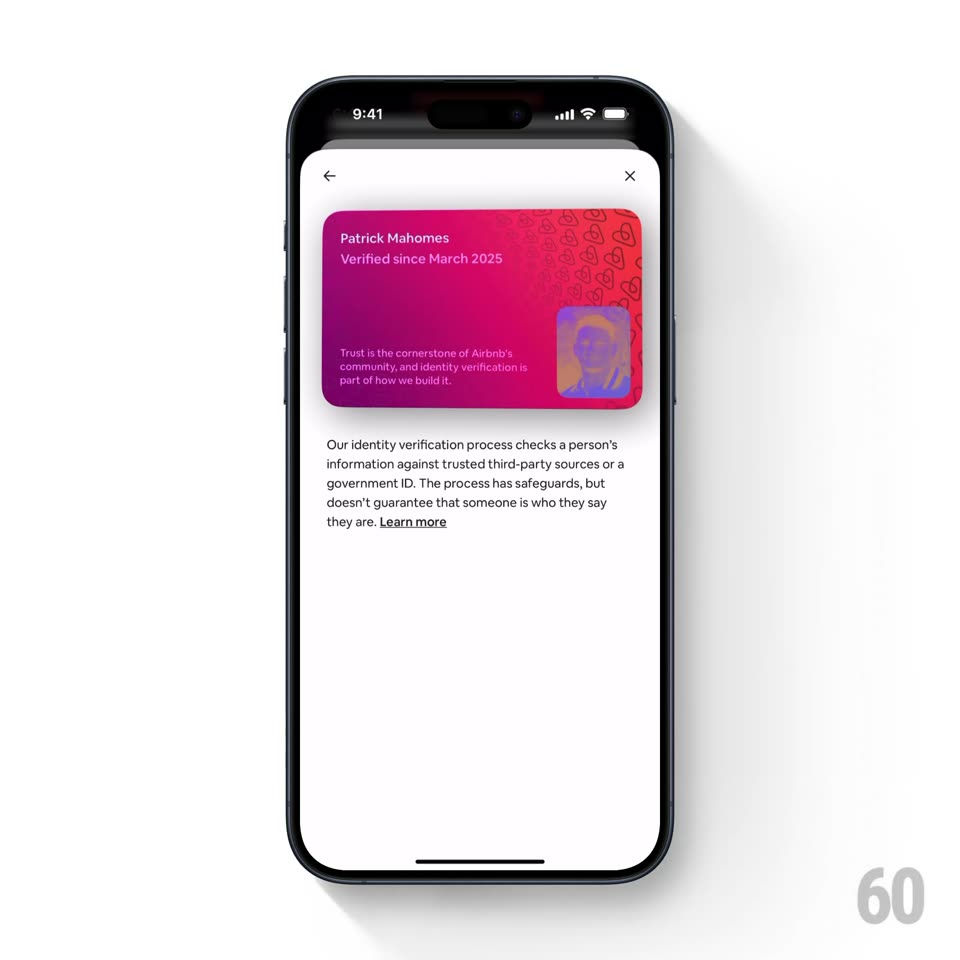 9:41
Patrick Mahomes
Verified since March 2025
Trust is the cornerstone of Airbnb's
community, and identity verification is
part of how we build it.
Our identity verification process checks a person’s
information against trusted third-party sources or a
government ID. The process has safeguards, but
doesn’t guarantee that someone is who they say
they are. Learn more
60